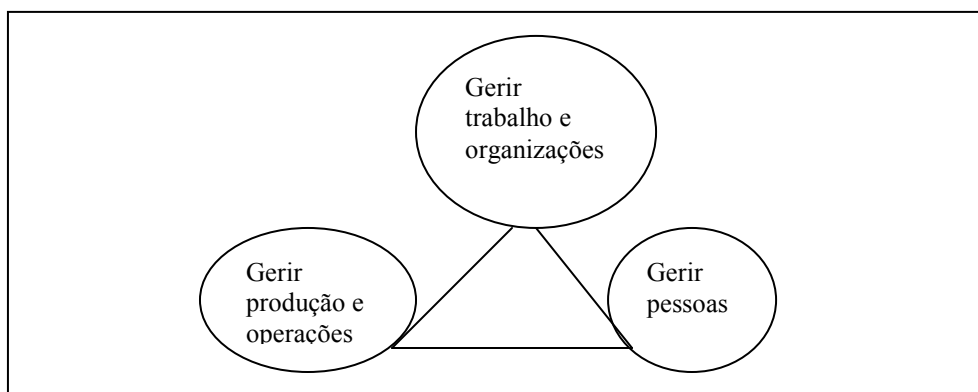 Gerir
trabalho e
organizações
Gerir
produção e
operações
Gerir
pessoas